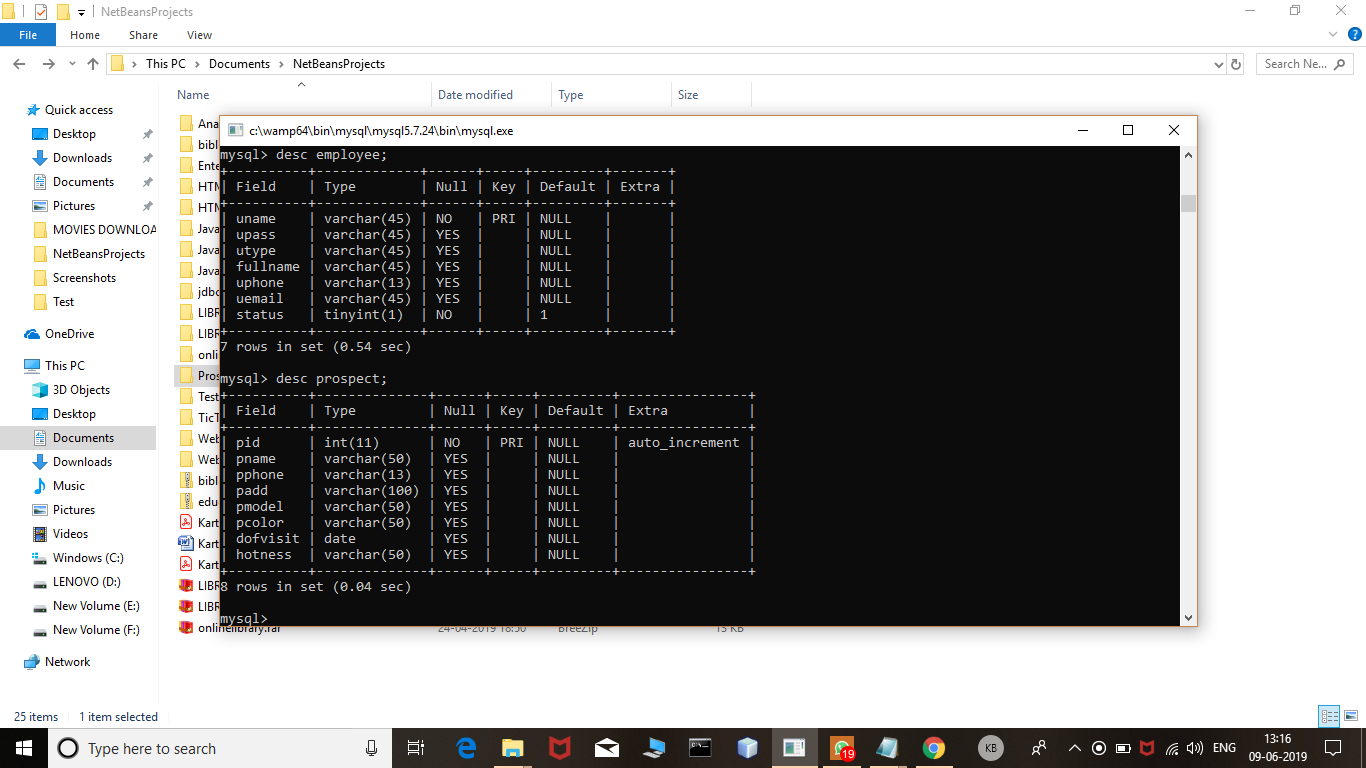 NetBeansProjects
File Home Share View
This PC > Documents > NetBeansProjects
Search Ne...
Name Date modified Type Size
Quick access
Desktop
Downloads
Documents
Pictures
MOVIES DOWNLOA
NetBeansProjects
Screenshots
Test
OneDrive
This PC
3D Objects
Desktop
Documents
Downloads
Music
Pictures
Videos
Windows (C:)
LENOVO (D:)
New Volume (E:)
New Volume (F:)
Network
Ana
bibl
Ente
HTM
HTM
Java
Java
Java
jdbc
LIBR
LIBR
onli
Pros
Test
TicT
Web
Web
bibl
edu
Kart
Kart
Kart
LIBR
LIBR
onlinelibrary.rar 24-04-2019 18:50 BreeZip 13 KB
c:\wamp64\bin\mysql\mysql5.7.24\bin\mysql.exe
mysql> desc employee;
+----------+-------------+------+-----+---------+-------+
| Field    | Type        | Null | Key | Default | Extra |
+----------+-------------+------+-----+---------+-------+
| uname    | varchar(45) | NO   | PRI | NULL    |       |
| upass    | varchar(45) | YES  |     | NULL    |       |
| utype    | varchar(45) | YES  |     | NULL    |       |
| fullname | varchar(45) | YES  |     | NULL    |       |
| uphone   | varchar(13) | YES  |     | NULL    |       |
| uemail   | varchar(45) | YES  |     | NULL    |       |
| status   | tinyint(1)  | NO   |     | 1       |       |
+----------+-------------+------+-----+---------+-------+
7 rows in set (0.54 sec)
mysql> desc prospect;
+----------+--------------+------+-----+---------+----------------+
| Field    | Type         | Null | Key | Default | Extra          |
+----------+--------------+------+-----+---------+----------------+
| pid      | int(11)      | NO   | PRI | NULL    | auto_increment |
| pname    | varchar(50)  | YES  |     | NULL    |                |
| pphone   | varchar(13)  | YES  |     | NULL    |                |
| padd     | varchar(100) | YES  |     | NULL    |                |
| pmodel   | varchar(50)  | YES  |     | NULL    |                |
| pcolor   | varchar(50)  | YES  |     | NULL    |                |
| dofvisit | date         | YES  |     | NULL    |                |
| hotness  | varchar(50)  | YES  |     | NULL    |                |
+----------+--------------+------+-----+---------+----------------+
8 rows in set (0.04 sec)
mysql>
25 items 1 item selected
Type here to search
19
KB
ENG
13:16
09-06-2019